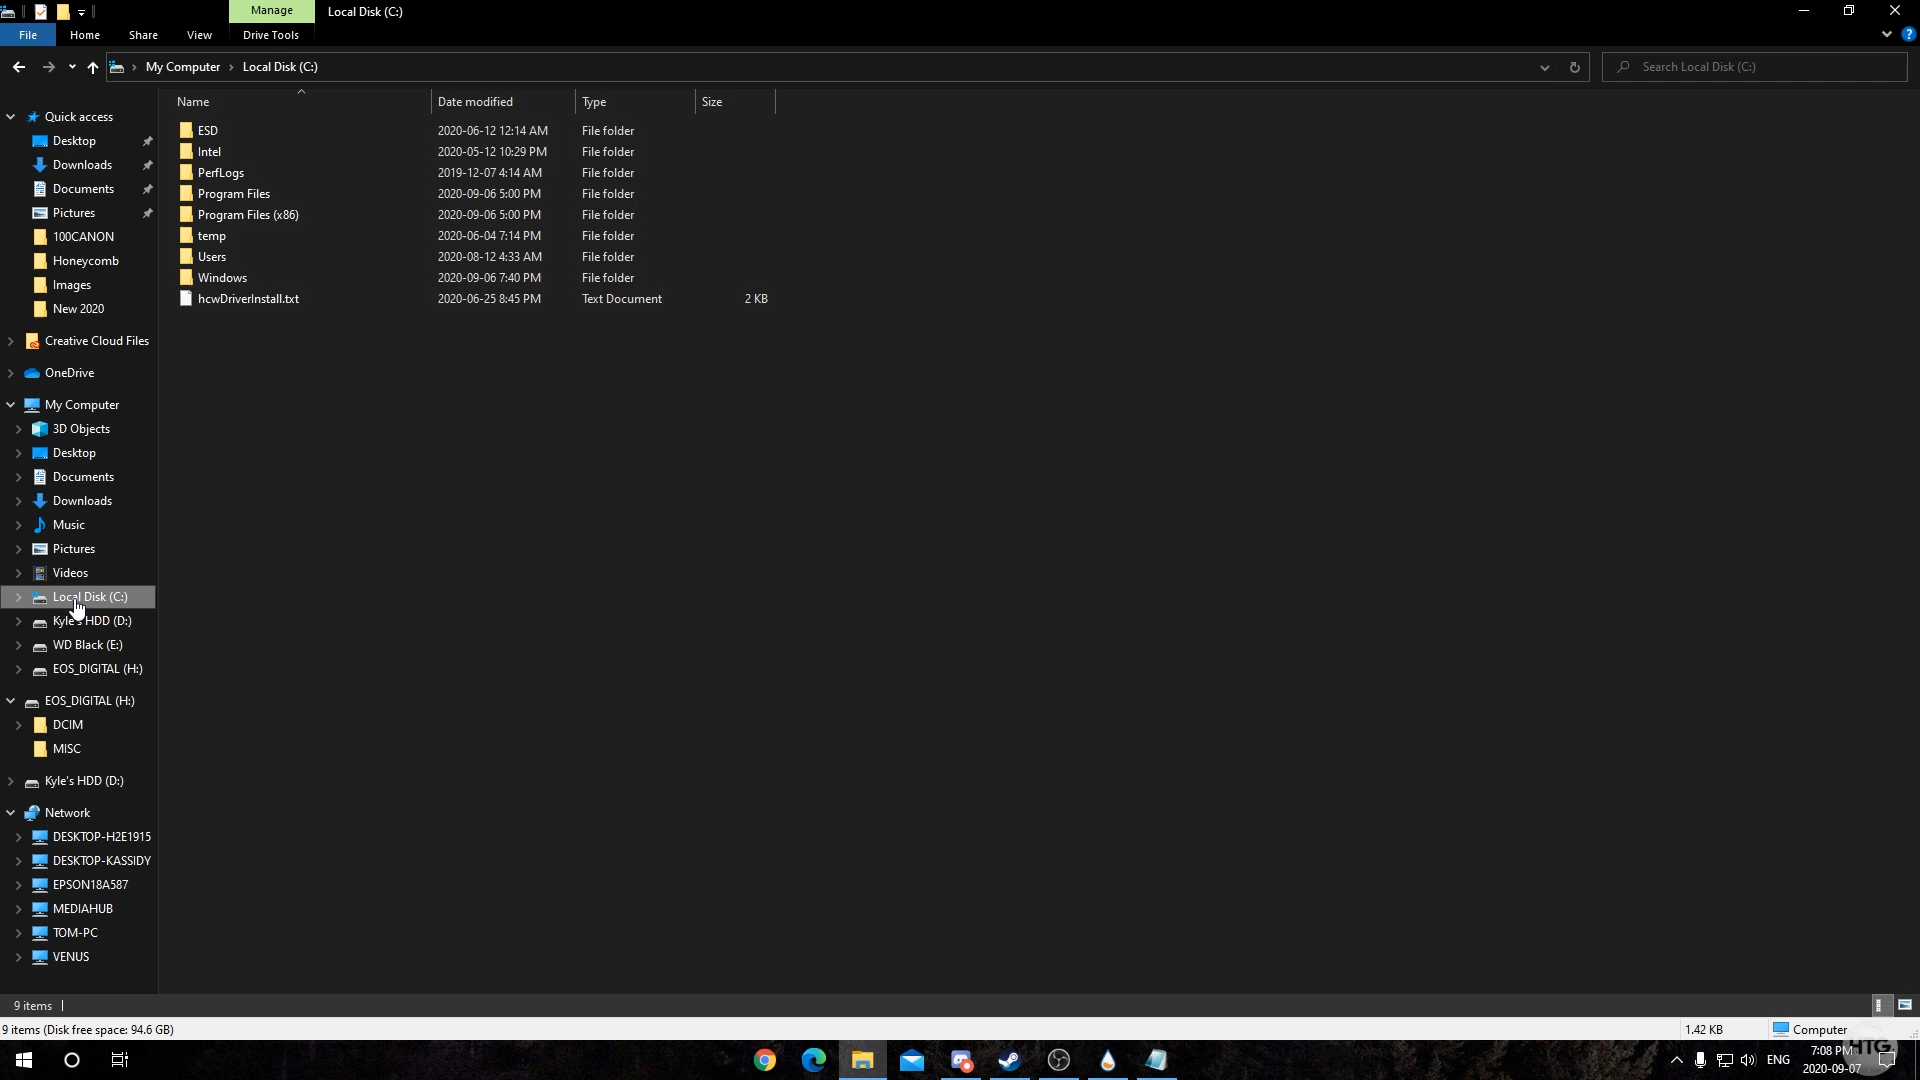 Manage
Local Disk (C:)
File
Home
Share
View
Drive Tools
?
My Computer
Local Disk (C:)
Search Local Disk (C:)
Name
Date modified
Type
Size
ESD 2020-06-12 12:14 AM File folder
Intel 2020-05-12 10:29 PM File folder
PerfLogs 2019-12-07 4:14 AM File folder
Program Files 2020-09-06 5:00 PM File folder
Program Files (x86) 2020-09-06 5:00 PM File folder
temp 2020-06-04 7:14 PM File folder
Users 2020-08-12 4:33 AM File folder
Windows 2020-09-06 7:40 PM File folder
hcwDriverInstall.txt 2020-06-25 8:45 PM Text Document 2 KB
Quick access
Desktop
Downloads
Documents
Pictures
100CANON
Honeycomb
Images
New 2020
Creative Cloud Files
OneDrive
My Computer
3D Objects
Desktop
Documents
Downloads
Music
Pictures
Videos
Local Disk (C:)
Kyle's HDD (D:)
WD Black (E:)
EOS_DIGITAL (H:)
EOS_DIGITAL (H:)
DCIM
MISC
Kyle's HDD (D:)
Network
DESKTOP-H2E1915
DESKTOP-KASSIDY
EPSON18A587
MEDIAHUB
TOM-PC
VENUS
9 items
9 items (Disk free space: 94.6 GB)
1.42 KB
Computer
ENG
7:08 PM
2020-09-07
HTG